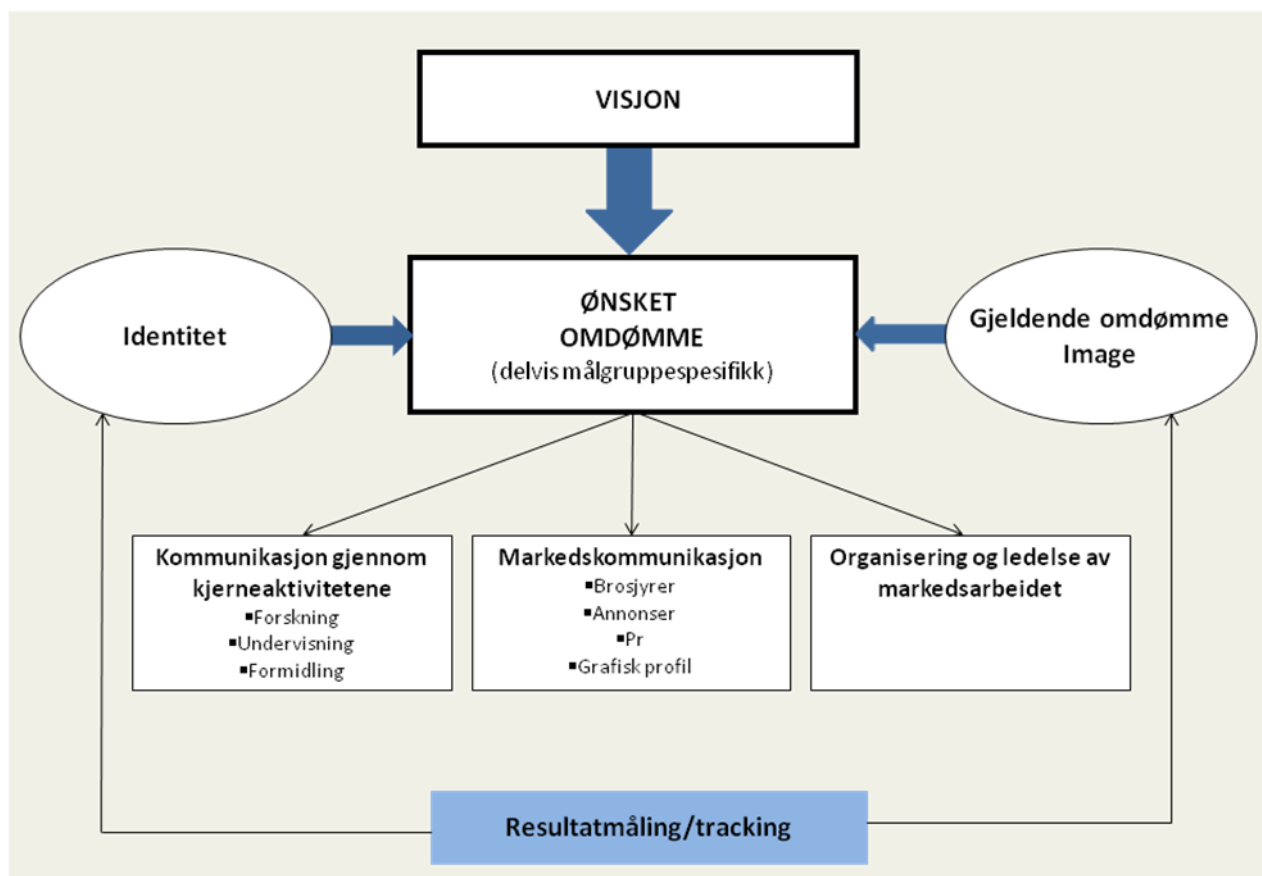 VISJON
ØNSKET
OMDØMME
(delvis målgruppespesifikk)
Identitet
Gjeldende omdømme
Image
Kommunikasjon gjennom
kjerneaktivitetene
▪Forskning
▪Undervisning
▪Formidling
Markedskommunikasjon
▪Brosjyrer
▪Annonser
▪Pr
▪Grafisk profil
Organisering og ledelse av
markedsarbeidet
Resultatmåling/tracking